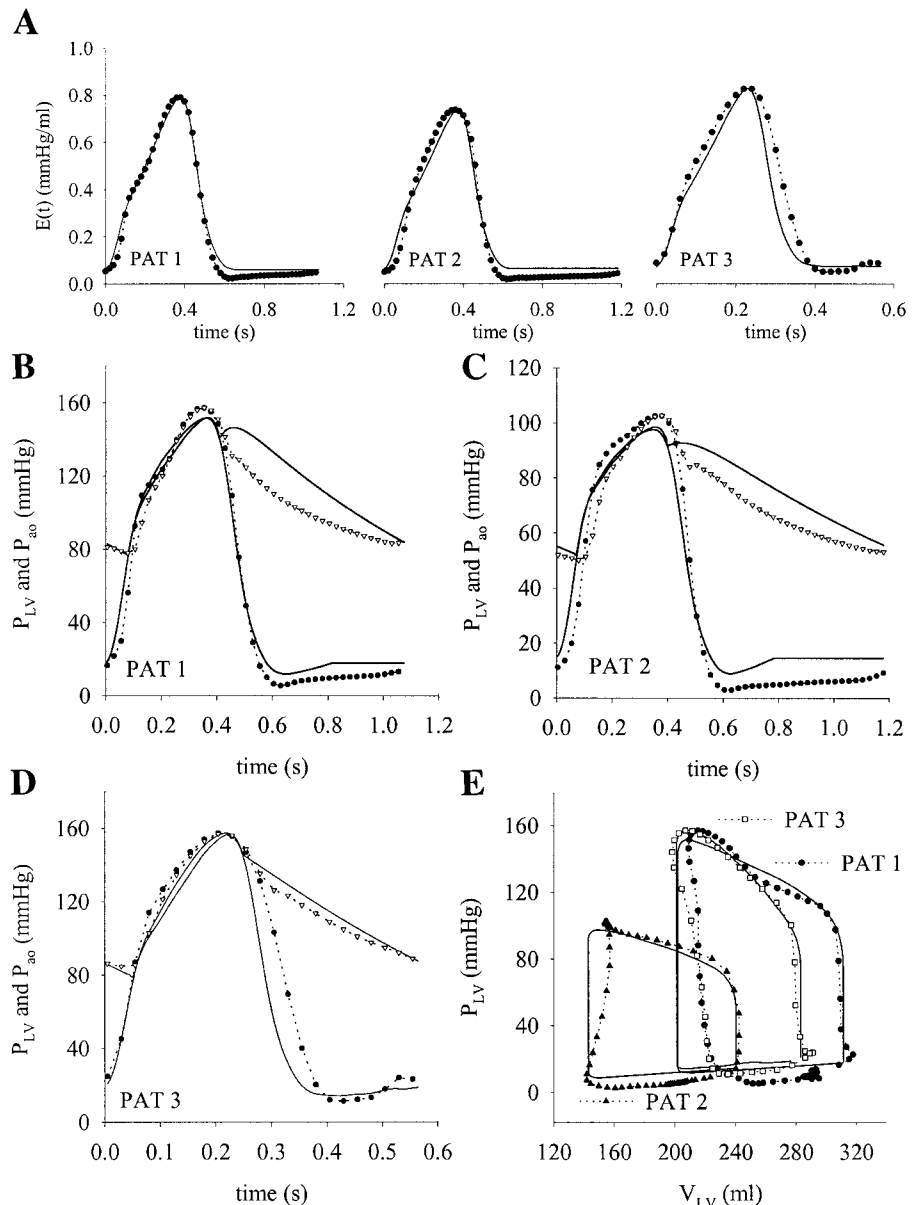 A
1.0
0.8
0.6
0.4
0.2
0.0
E(t) (mmHg/ml)
PAT 1
PAT 2
PAT 3
0.0 0.4 0.8 1.2
0.0 0.4 0.8 1.2
0.0 0.2 0.4 0.6
time (s)
time (s)
time (s)
B
160
120
80
40
0
P_LV and P_ao (mmHg)
PAT 1
0.0 0.2 0.4 0.6 0.8 1.0 1.2
time (s)
C
120
100
80
60
40
20
0
P_LV and P_ao (mmHg)
PAT 2
0.0 0.2 0.4 0.6 0.8 1.0 1.2
time (s)
D
160
120
80
40
0
P_LV and P_ao (mmHg)
PAT 3
0.0 0.1 0.2 0.3 0.4 0.5 0.6
time (s)
E
160
120
80
40
0
P_LV (mmHg)
PAT 3
PAT 1
PAT 2
120 160 200 240 280 320
V_LV (ml)